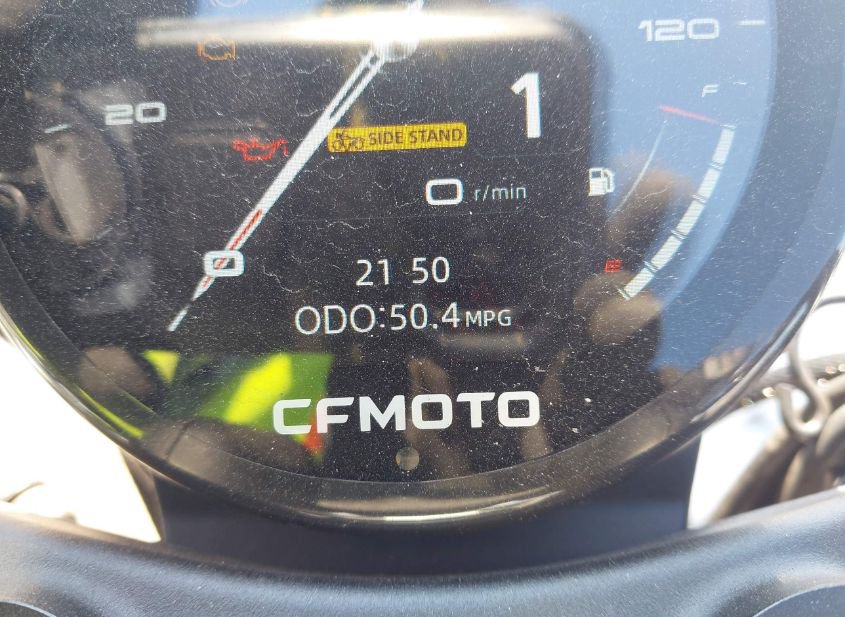 120
F
20
1
SIDE STAND
0 r/min
E
0
21 50
ODO:50.4 MPG
CFMOTO